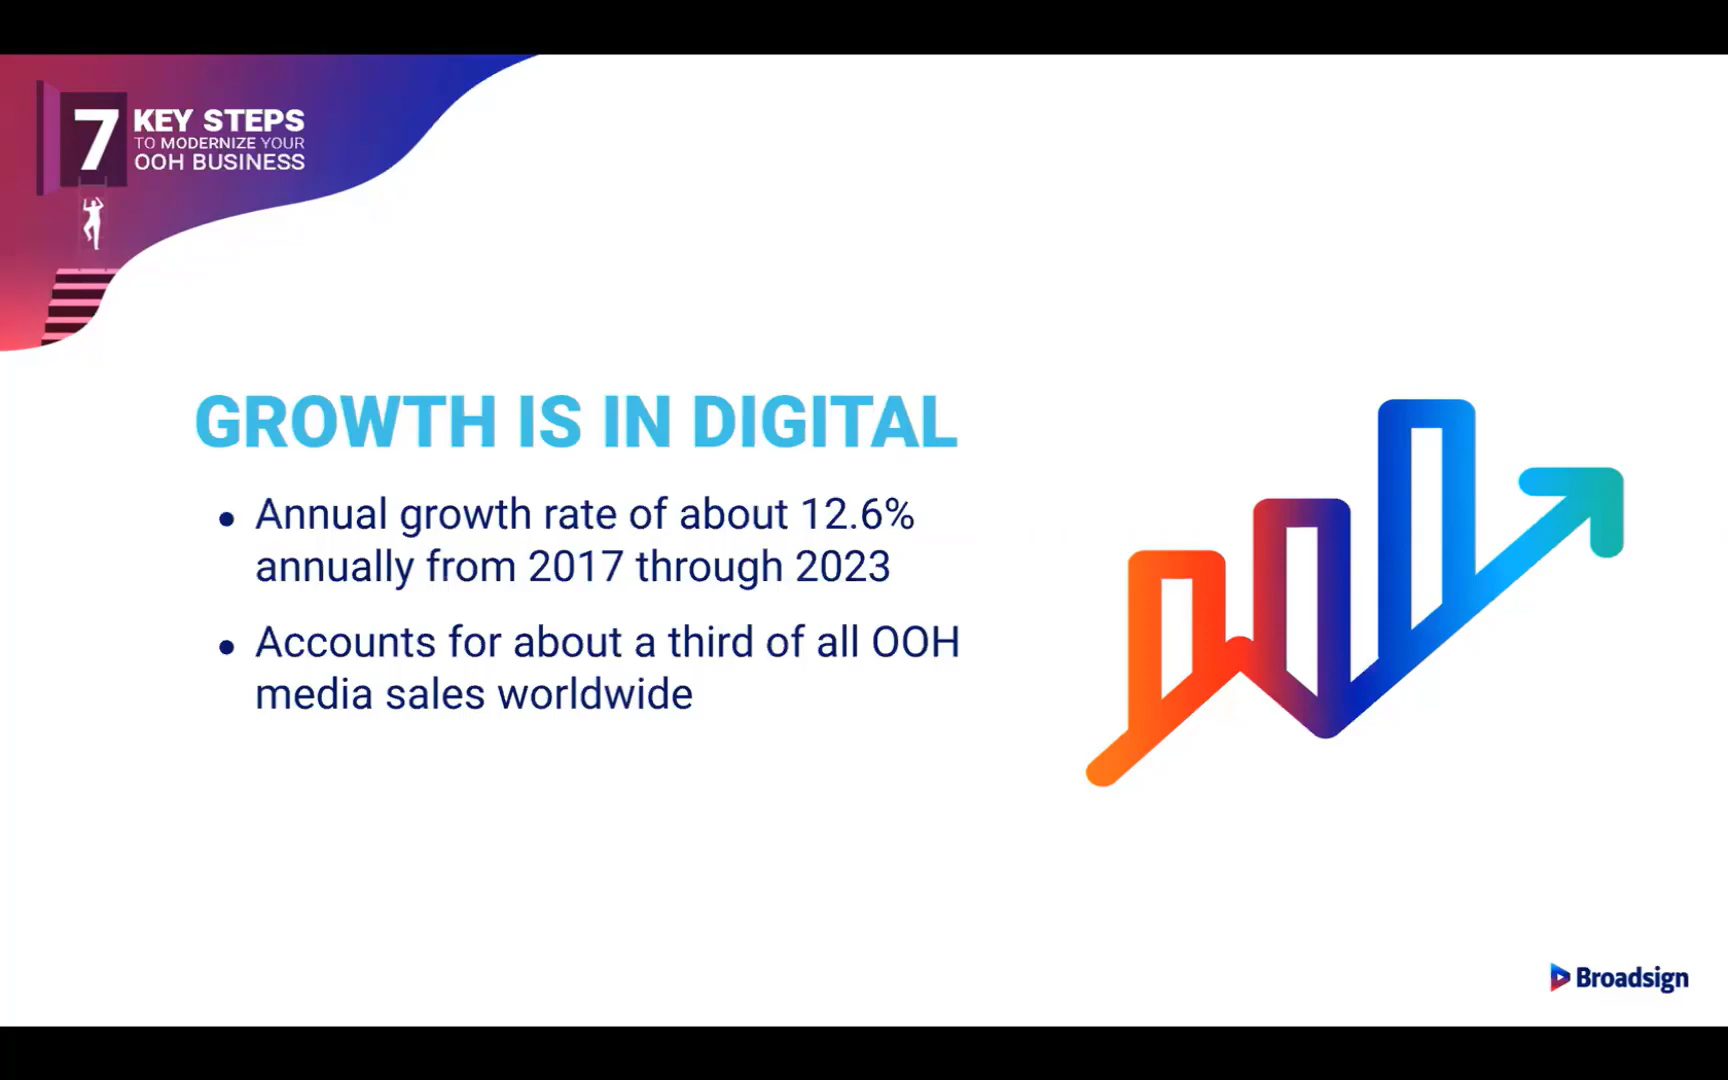 7 KEY STEPS
TO MODERNIZE YOUR
OOH BUSINESS
GROWTH IS IN DIGITAL
• Annual growth rate of about 12.6%
annually from 2017 through 2023
• Accounts for about a third of all OOH
media sales worldwide
Broadsign